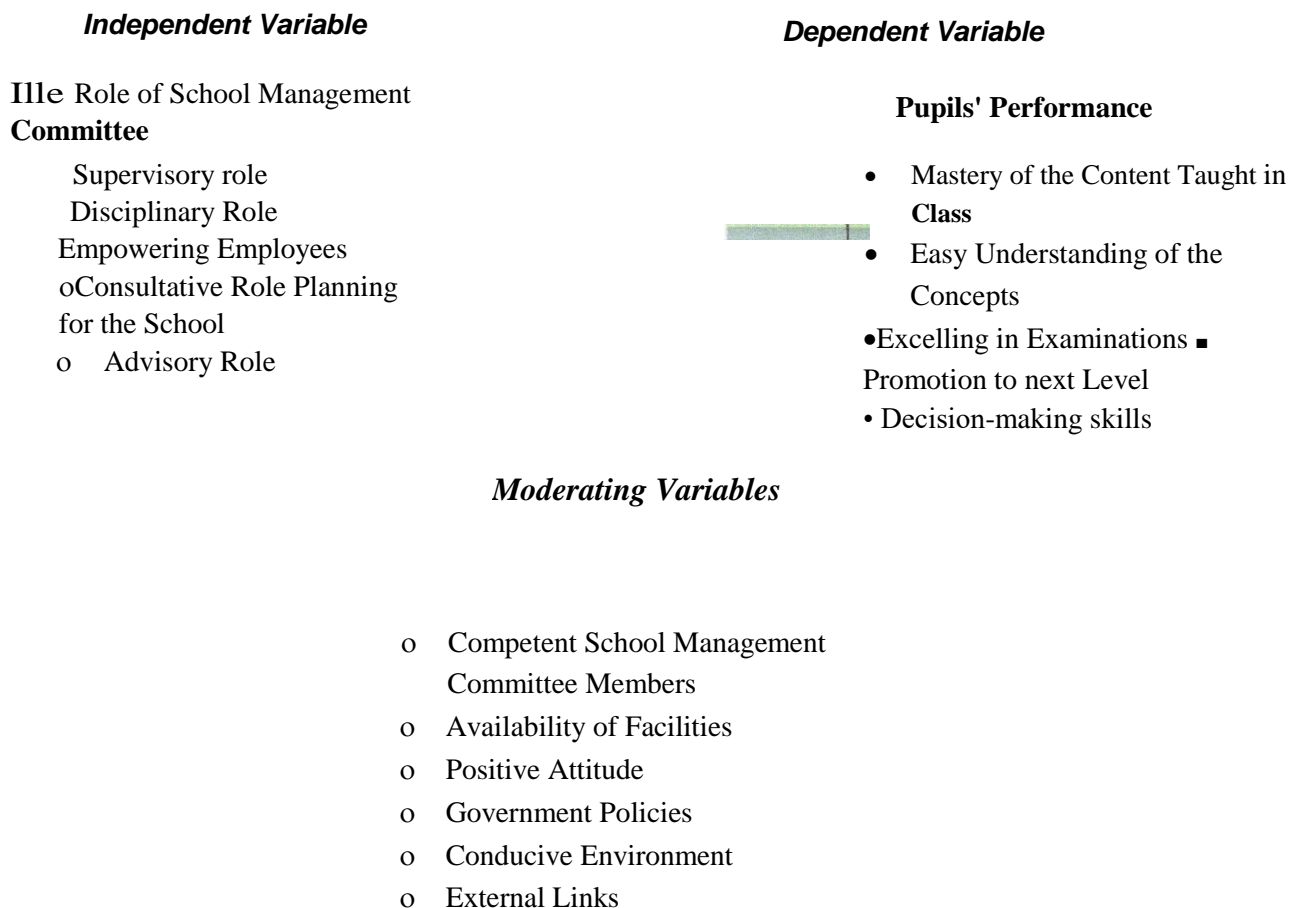 Independent Variable
Ille Role of School Management
Committee
Supervisory role
Disciplinary Role
Empowering Employees
oConsultative Role Planning
for the School
o Advisory Role
Dependent Variable
Pupils' Performance
• Mastery of the Content Taught in
Class
• Easy Understanding of the
Concepts
•Excelling in Examinations ■
Promotion to next Level
• Decision-making skills
Moderating Variables
o Competent School Management
Committee Members
o Availability of Facilities
o Positive Attitude
o Government Policies
o Conducive Environment
o External Links